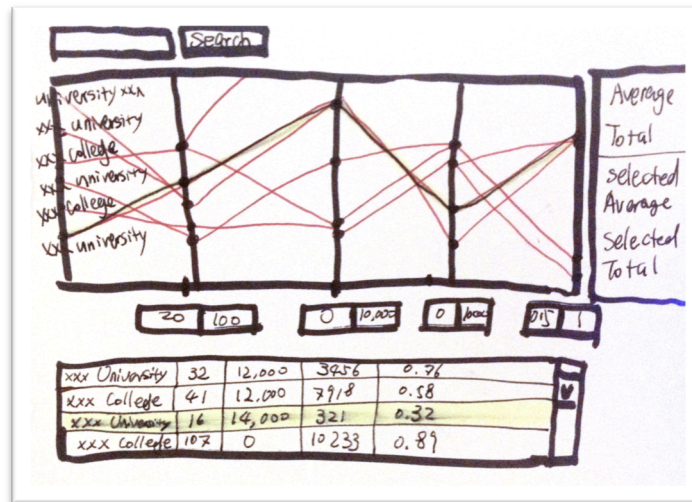 Search
University xxx
xxx University
xxx College
xxx University
xxx College
xxx University
Average
Total
selected
Average
selected
Total
20 100
0 10,000
0 1000
0.5 1
xxx University 32 12,000 3456 0.76
xxx College 41 12,000 7918 0.58
xxx University 16 14,000 321 0.32
xxx College 107 0 10233 0.89